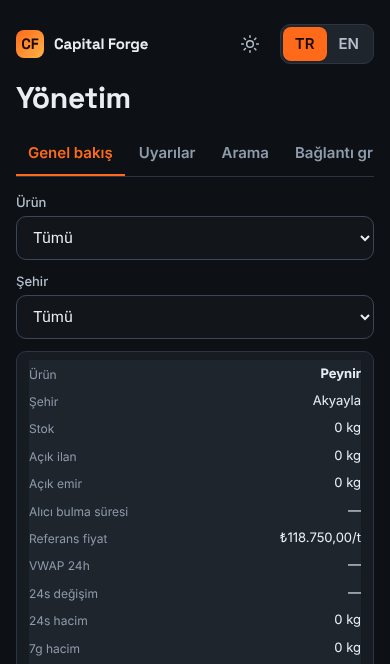 CF Capital Forge TR EN
Yönetim
Genel bakış Uyarılar Arama Bağlantı gr
Ürün
Tümü
Şehir
Tümü
Ürün Peynir
Şehir Akyayla
Stok 0 kg
Açık ilan 0 kg
Açık emir 0 kg
Alıcı bulma süresi —
Referans fiyat ₺118.750,00/t
VWAP 24h —
24s değişim —
24s hacim 0 kg
7g hacim 0 kg